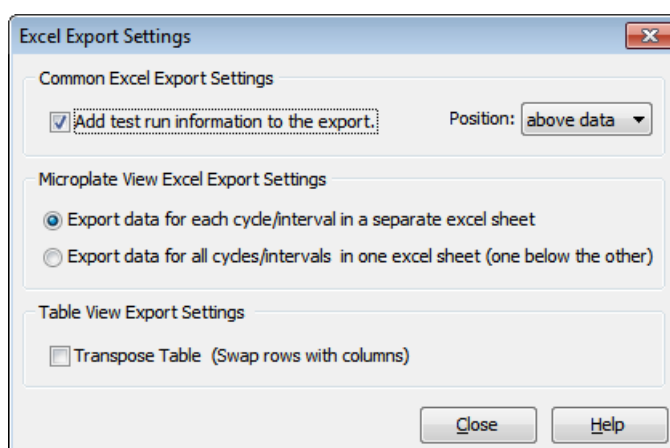 Excel Export Settings
Common Excel Export Settings
Add test run information to the export. Position: above data
Microplate View Excel Export Settings
Export data for each cycle/interval in a separate excel sheet
Export data for all cycles/intervals in one excel sheet (one below the other)
Table View Export Settings
Transpose Table (Swap rows with columns)
Close Help